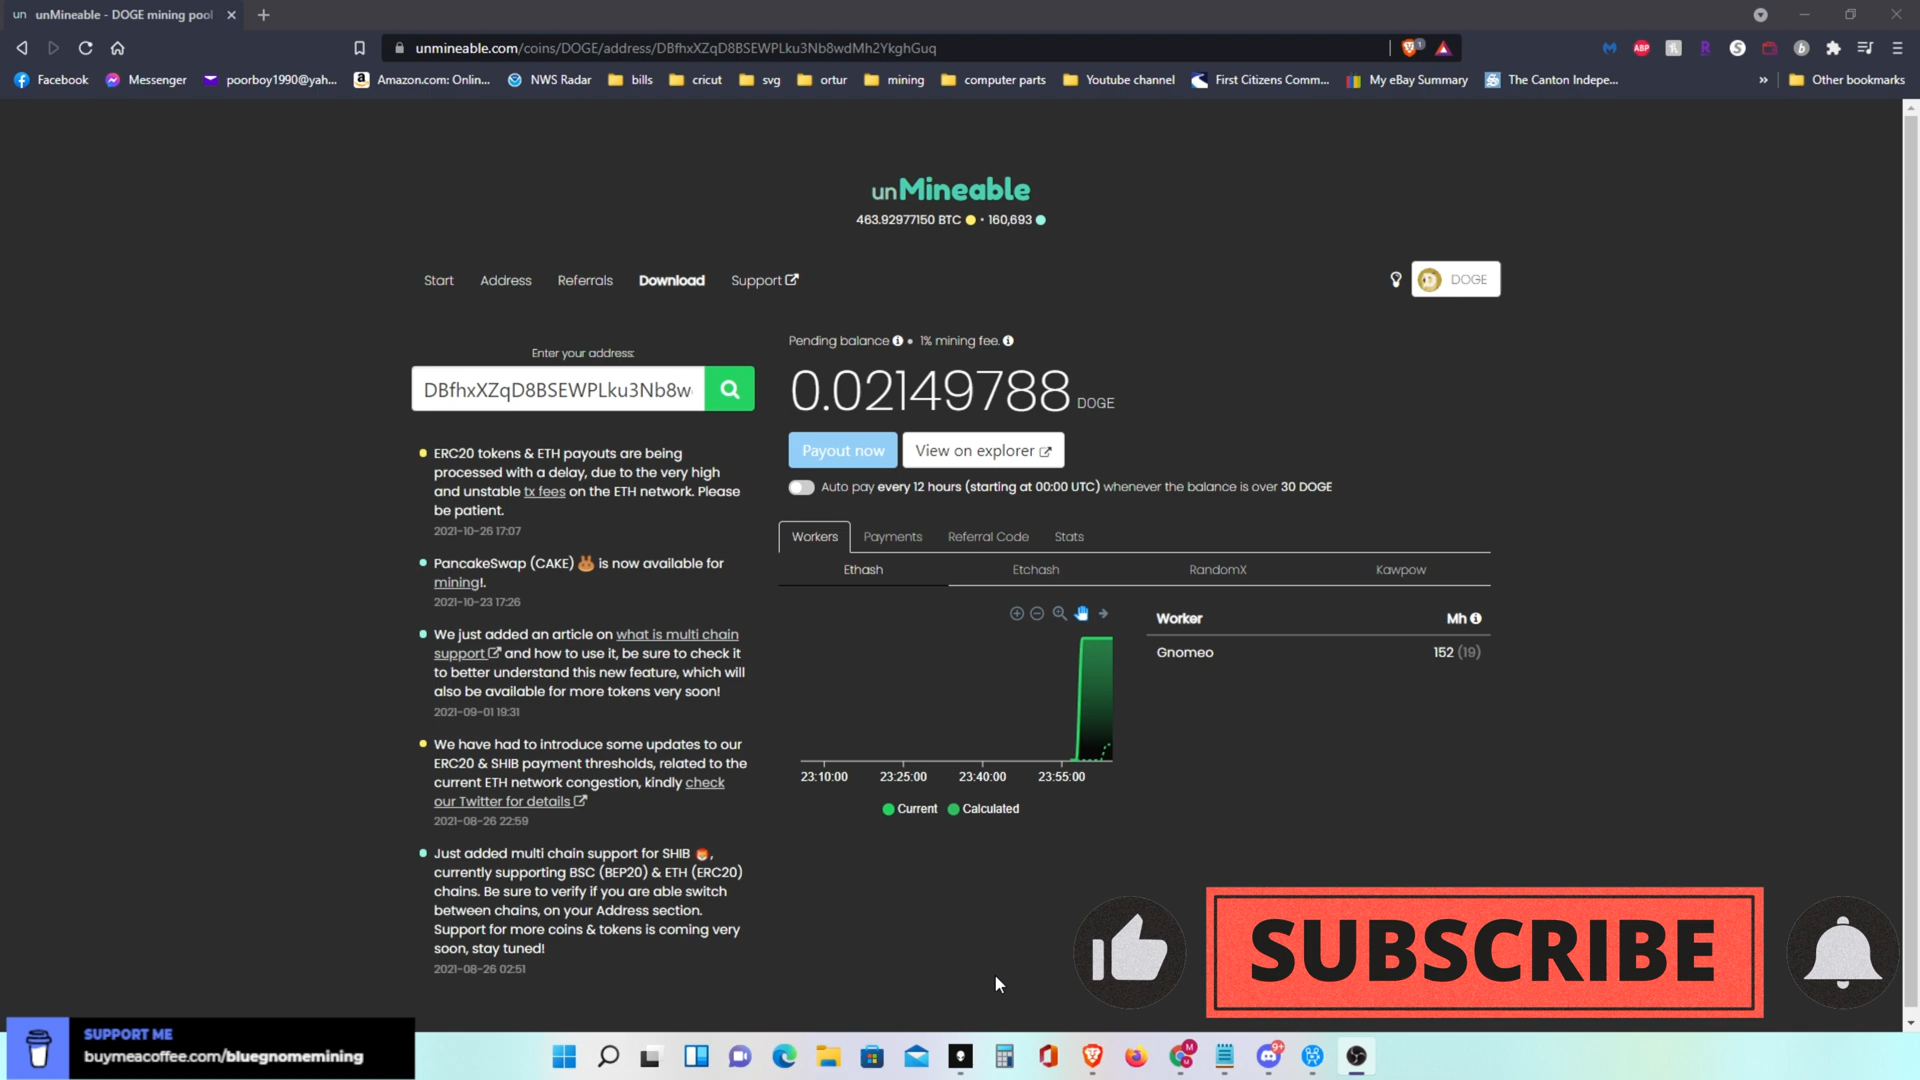 un unMineable - DOGE mining pool
unmineable.com/coins/DOGE/address/DBfhxXZqD8BSEWPLku3Nb8wdMh2YkghGuq
1 ABP
Facebook Messenger poorboy1990@yah... Amazon.com: Onlin... NWS Radar bills cricut svg ortur mining computer parts Youtube channel First Citizens Comm... My eBay Summary The Canton Indepe... » Other bookmarks
unMineable
463.92977150 BTC • 160,693
Start Address Referrals Download Support
DOGE
Enter your address:
DBfhxXZqD8BSEWPLku3Nb8w
ERC20 tokens & ETH payouts are being
processed with a delay, due to the very high
and unstable tx fees on the ETH network. Please
be patient.
2021-10-26 17:07
PancakeSwap (CAKE) is now available for
mining!.
2021-10-23 17:26
We just added an article on what is multi chain
support and how to use it, be sure to check it
to better understand this new feature, which will
also be available for more tokens very soon!
2021-09-01 19:31
We have had to introduce some updates to our
ERC20 & SHIB payment thresholds, related to the
current ETH network congestion, kindly check
our Twitter for details
2021-08-26 22:59
Just added multi chain support for SHIB ,
currently supporting BSC (BEP20) & ETH (ERC20)
chains. Be sure to verify if you are able switch
between chains, on your Address section.
Support for more coins & tokens is coming very
soon, stay tuned!
2021-08-26 02:51
Pending balance • 1% mining fee.
0.02149788 DOGE
Payout now View on explorer
Auto pay every 12 hours (starting at 00:00 UTC) whenever the balance is over 30 DOGE
Workers Payments Referral Code Stats
Ethash Etchash RandomX Kawpow
Worker Mh
Gnomeo 152 (19)
23:10:00 23:25:00 23:40:00 23:55:00
Current Calculated
SUBSCRIBE
SUPPORT ME
buymeacoffee.com/bluegnomemining
M 9+